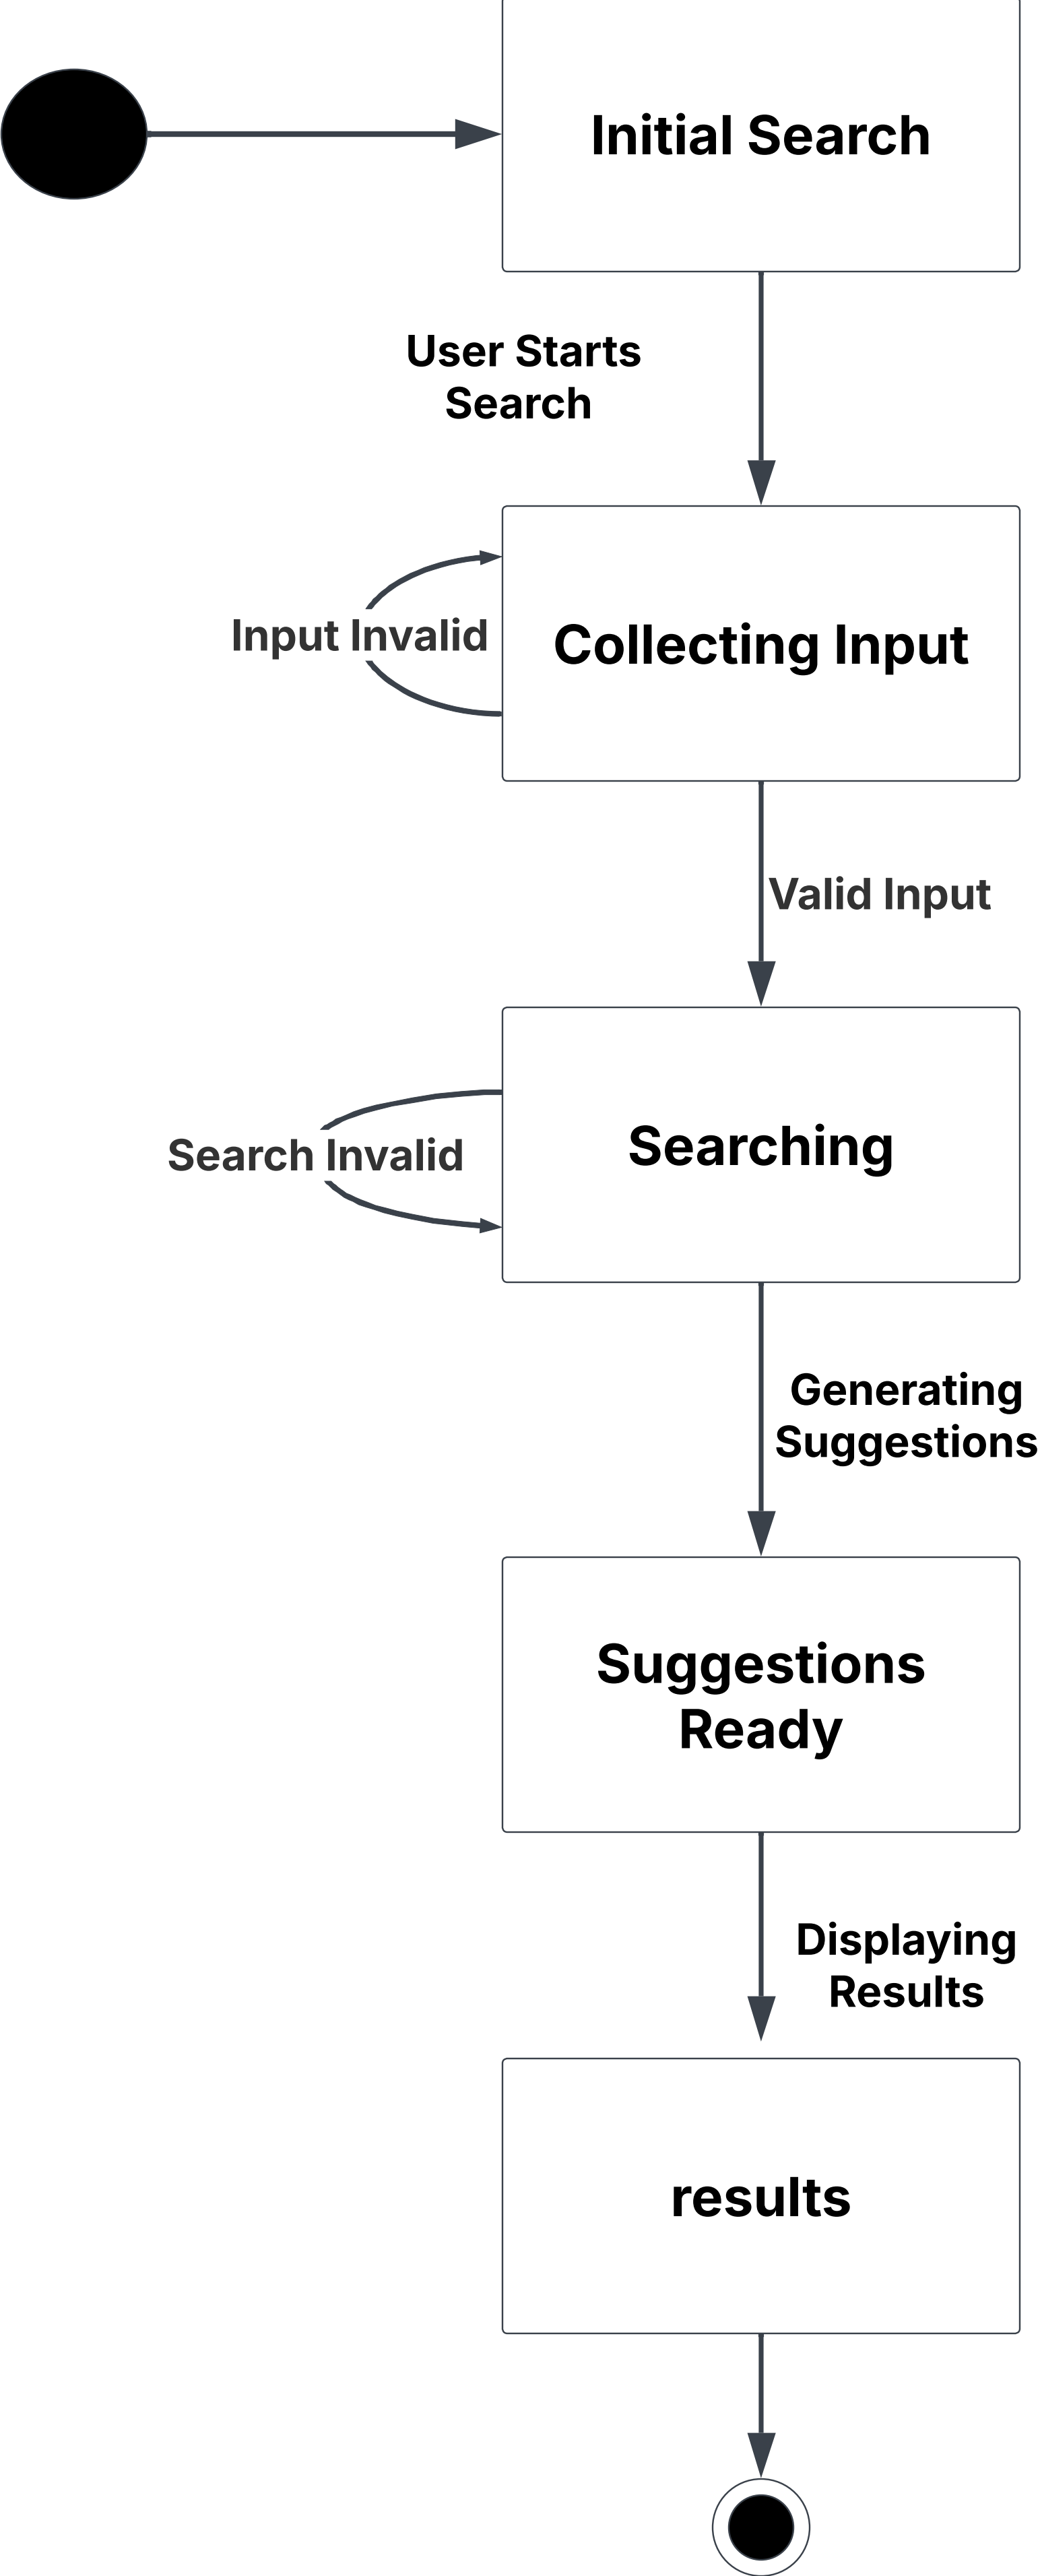 Initial Search
User Starts
Search
Input Invalid
Collecting Input
Valid Input
Search Invalid
Searching
Generating
Suggestions
Suggestions
Ready
Displaying
Results
results